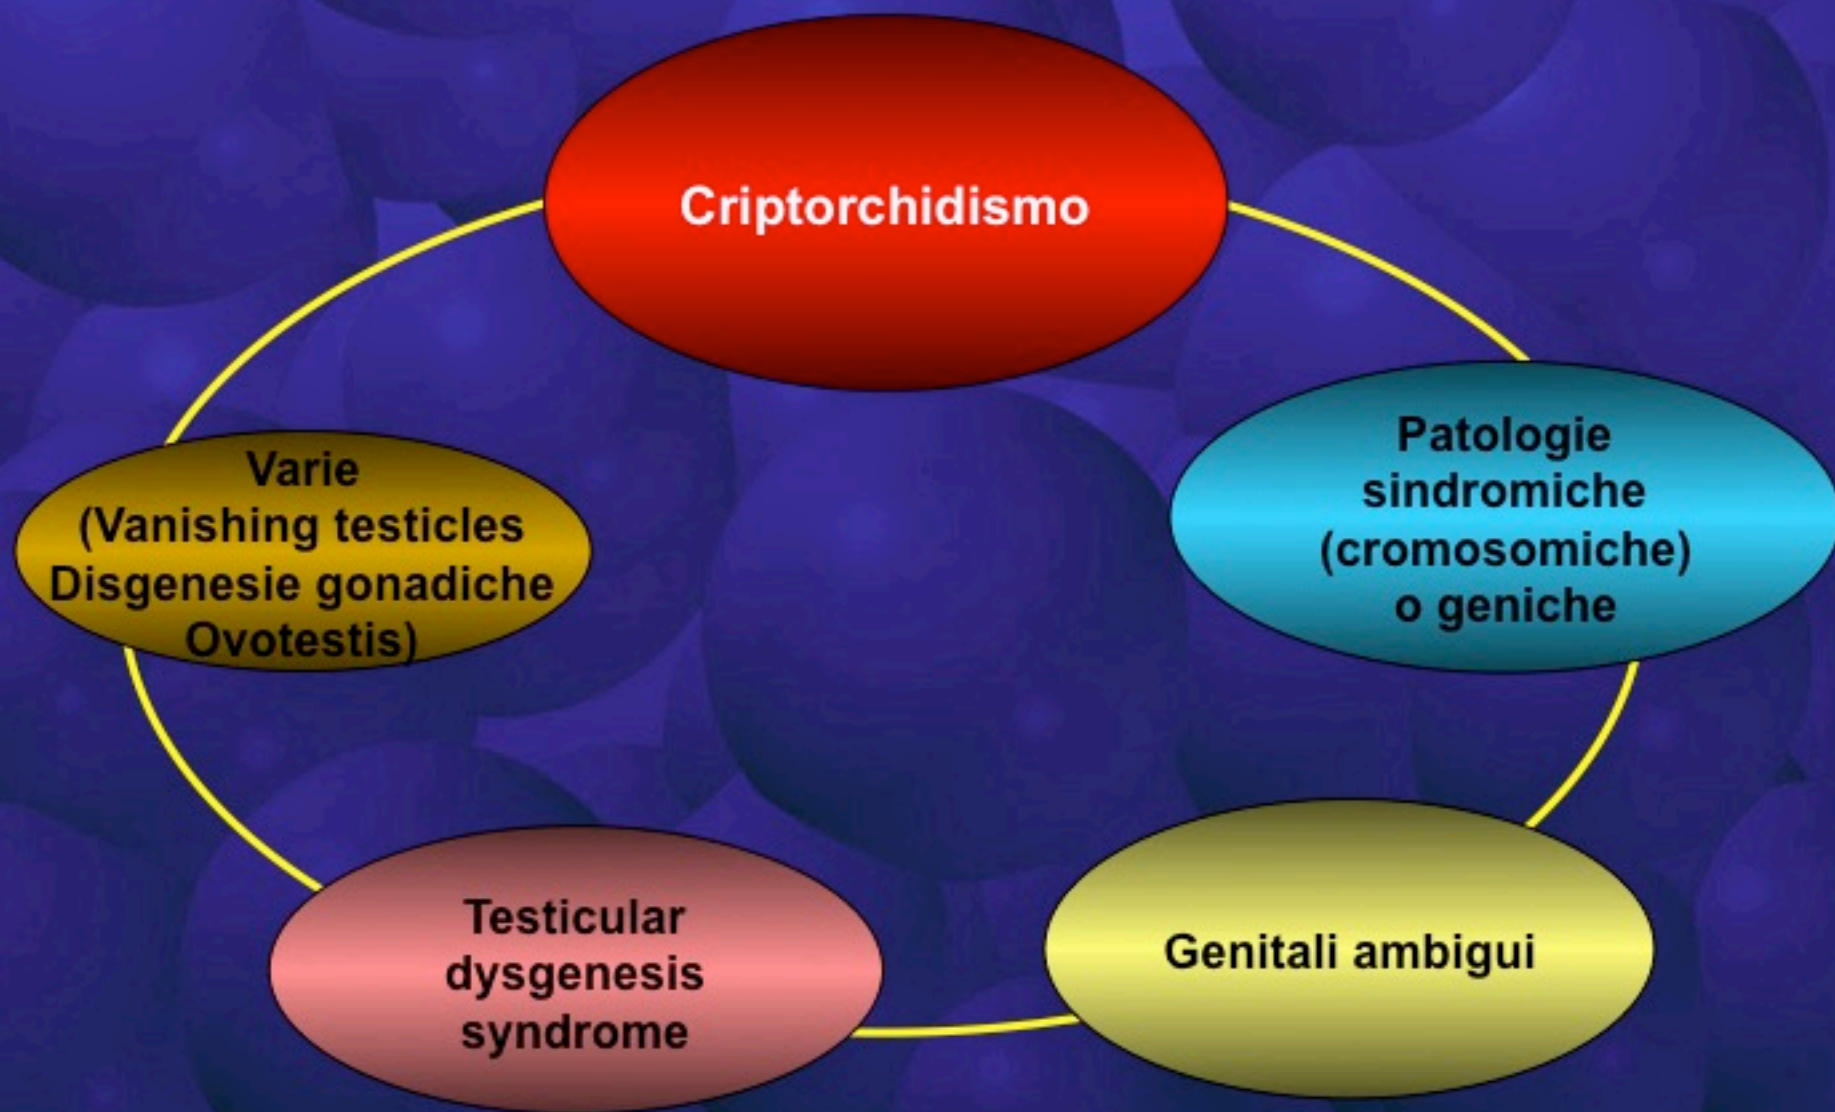 Criptorchidismo
Patologie
sindromiche
(cromosomiche)
o geniche
Varie
(Vanishing testicles
Disgenesie gonadiche
Ovotestis)
Testicular
dysgenesis
syndrome
Genitali ambigui